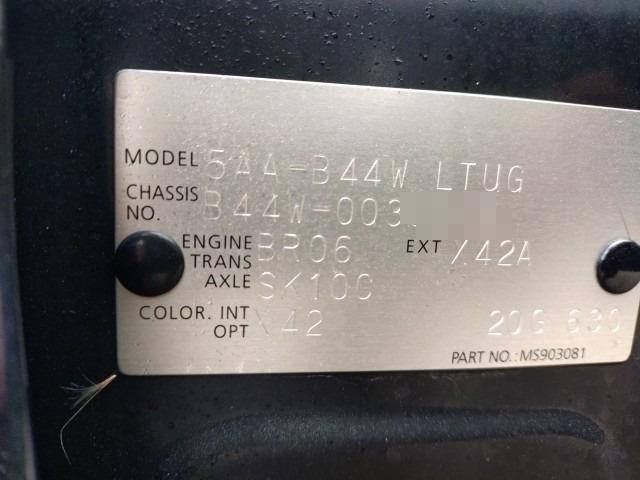 MODEL 5AA-B44W LTUG
CHASSIS NO. B44W-003
ENGINE BR06 EXT X42A
TRANS AXLE
COLOR. INT X42
OPT 20G 630
PART NO.:MS903081